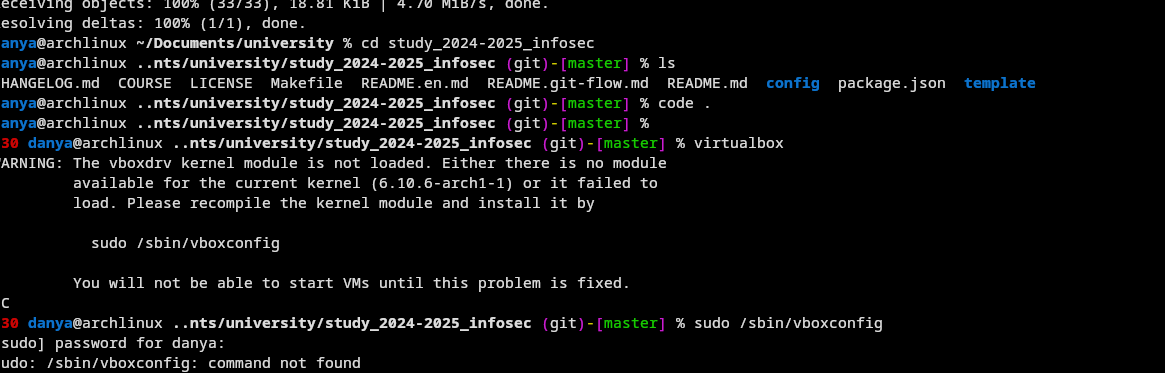 eceiving objects: 100% (33/33), 18.81 KiB | 4.70 MiB/s, done.
esolving deltas: 100% (1/1), done.
anya@archlinux ~/Documents/university % cd study_2024-2025_infosec
anya@archlinux ..nts/university/study_2024-2025_infosec (git)-[master] % ls
HANGELOG.md  COURSE  LICENSE  Makefile  README.en.md  README.git-flow.md  README.md  config  package.json  template
anya@archlinux ..nts/university/study_2024-2025_infosec (git)-[master] % code .
anya@archlinux ..nts/university/study_2024-2025_infosec (git)-[master] %
30 danya@archlinux ..nts/university/study_2024-2025_infosec (git)-[master] % virtualbox
ARNING: The vboxdrv kernel module is not loaded. Either there is no module
available for the current kernel (6.10.6-arch1-1) or it failed to
load. Please recompile the kernel module and install it by
sudo /sbin/vboxconfig
You will not be able to start VMs until this problem is fixed.
C
30 danya@archlinux ..nts/university/study_2024-2025_infosec (git)-[master] % sudo /sbin/vboxconfig
sudo] password for danya:
udo: /sbin/vboxconfig: command not found